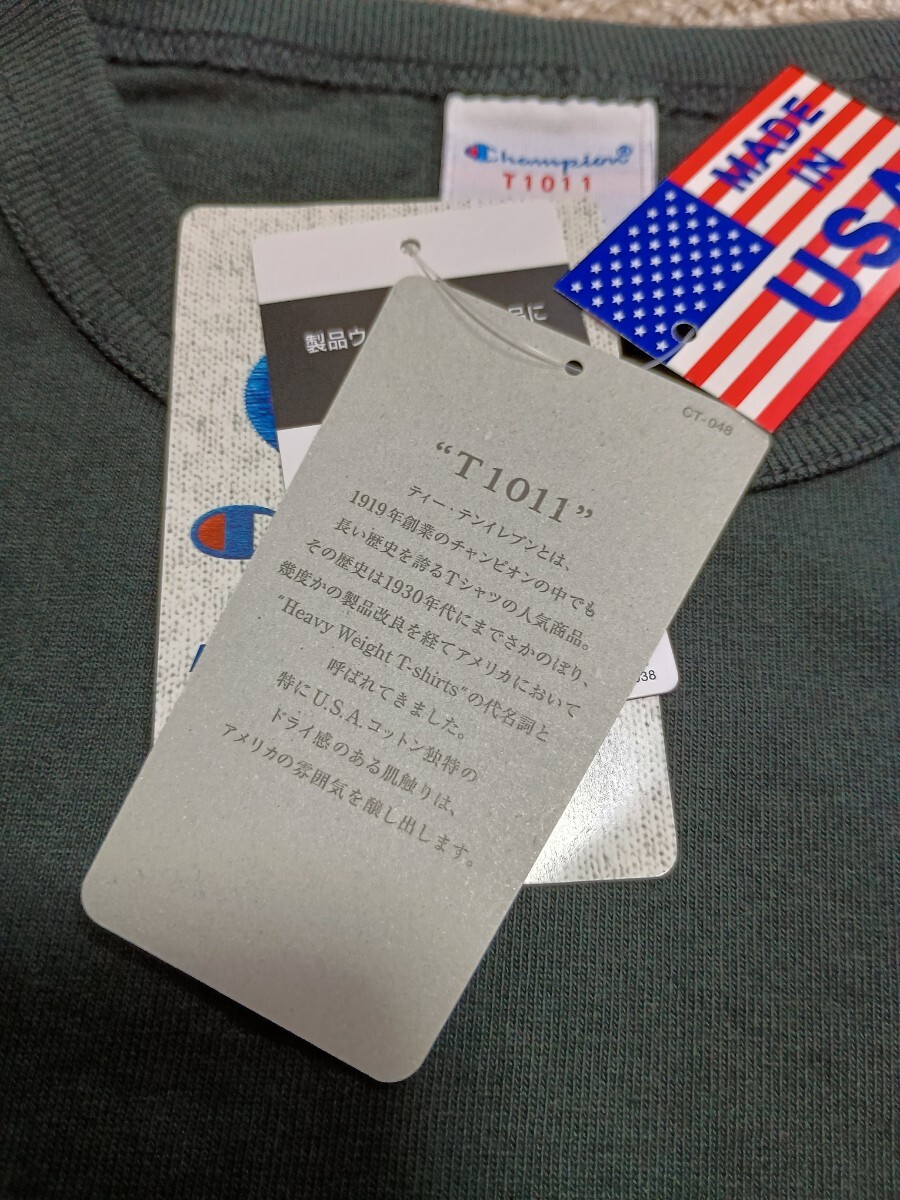 Champion®
T1011
MADE
IN
USA
製品ウ
品に
CT-048
“T1011”
ティー・テンイレブンとは、
1919年創業のチャンピオンの中でも
長い歴史を誇るTシャツの人気商品。
その歴史は1930年代にまでさかのぼり、
幾度かの製品改良を経てアメリカにおいて
“Heavy Weight T-shirts”の代名詞と
呼ばれてきました。
特にU.S.A.コットン独特の
ドライ感のある肌触りは、
アメリカの雰囲気を醸し出します。
038